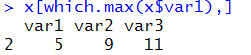 > x[which.max(x$var1),]
  var1 var2 var3
2    5    9   11